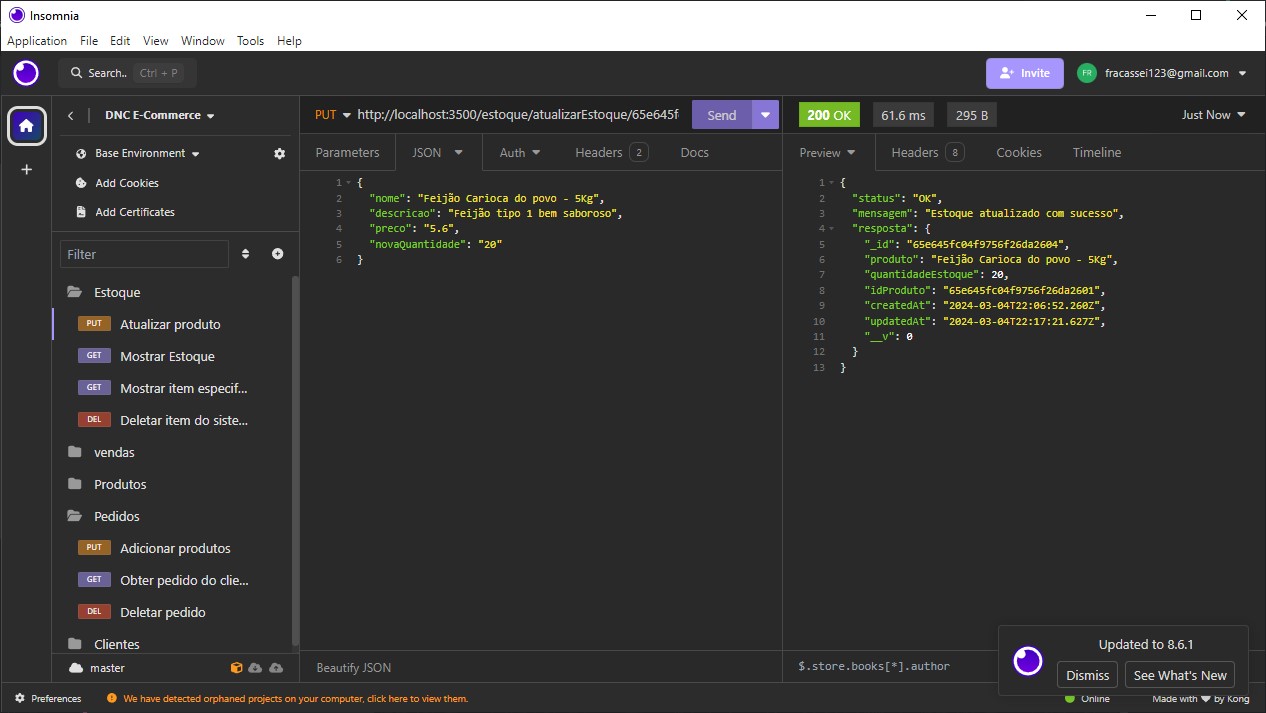 Insomnia
Application File Edit View Window Tools Help
Search.. Ctrl + P
Invite
FR fracassei123@gmail.com
DNC E-Commerce
Base Environment
Add Cookies
Add Certificates
Filter
Estoque
PUT Atualizar produto
GET Mostrar Estoque
GET Mostrar item especif...
DEL Deletar item do siste...
vendas
Produtos
Pedidos
PUT Adicionar produtos
GET Obter pedido do clie...
DEL Deletar pedido
Clientes
master
PUT http://localhost:3500/estoque/atualizarEstoque/65e645f Send
Parameters JSON Auth Headers 2 Docs
1 {
2 "nome": "Feijão Carioca do povo - 5Kg",
3 "descricao": "Feijão tipo 1 bem saboroso",
4 "preco": "5.6",
5 "novaQuantidade": "20"
6 }
Beautify JSON
200 OK 61.6 ms 295 B Just Now
Preview Headers 8 Cookies Timeline
1 {
2 "status": "OK",
3 "mensagem": "Estoque atualizado com sucesso",
4 "resposta": {
5 "_id": "65e645fc04f9756f26da2604",
6 "produto": "Feijão Carioca do povo - 5Kg",
7 "quantidadeEstoque": 20,
8 "idProduto": "65e645fc04f9756f26da2601",
9 "createdAt": "2024-03-04T22:06:52.260Z",
10 "updatedAt": "2024-03-04T22:17:21.627Z",
11 "__v": 0
12 }
13 }
$.store.books[*].author
Updated to 8.6.1
Dismiss See What's New
Preferences We have detected orphaned projects on your computer, click here to view them.
Online Made with ♥ by Kong